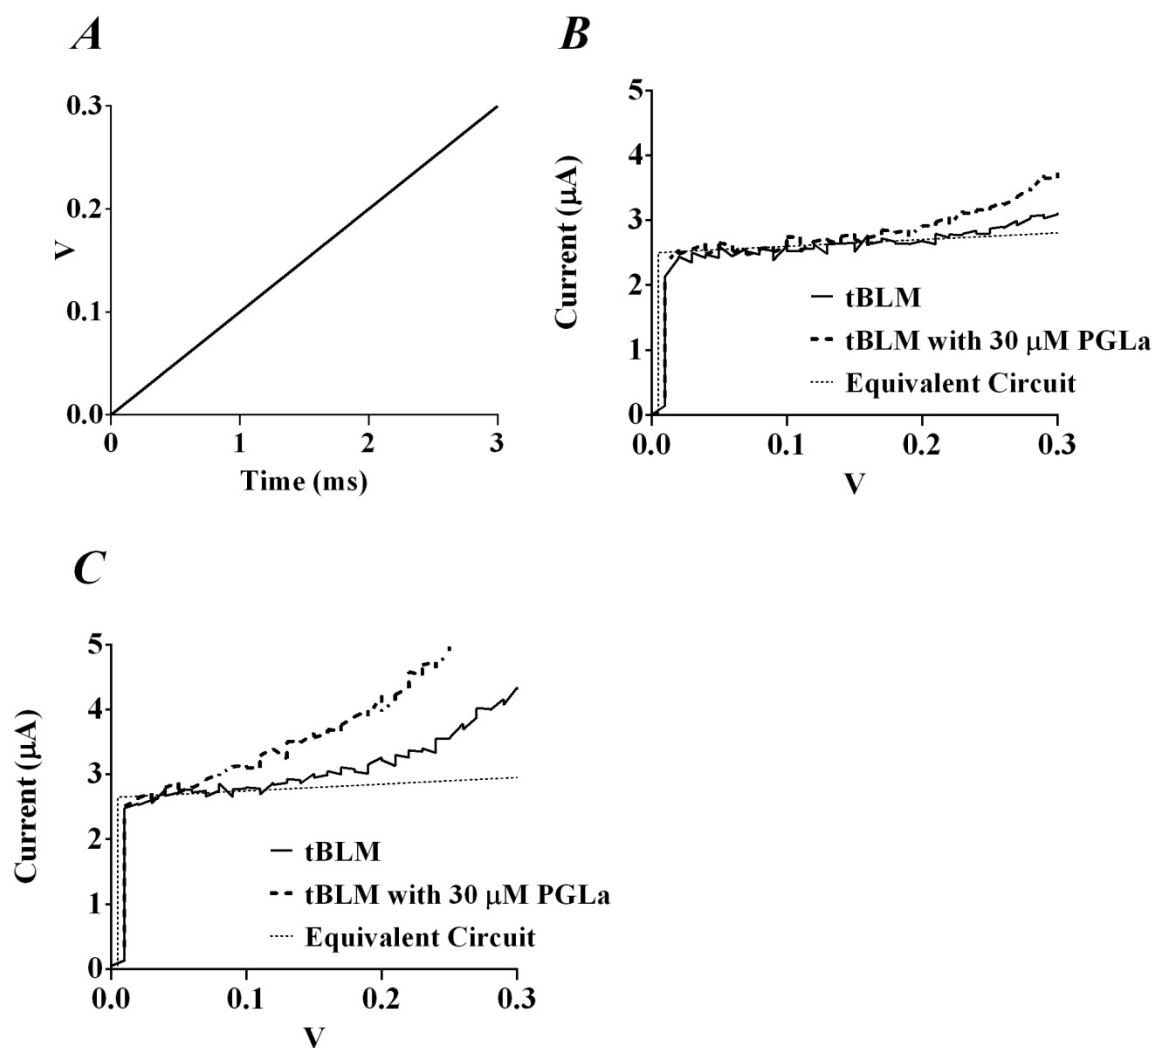 A
V
0.3
0.2
0.1
0.0
0
1
2
3
Time (ms)
B
Current (μA)
5
4
3
2
1
0
tBLM
tBLM with 30 μM PGLa
Equivalent Circuit
0.0
0.1
0.2
0.3
V
C
Current (μA)
5
4
3
2
1
0
tBLM
tBLM with 30 μM PGLa
Equivalent Circuit
0.0
0.1
0.2
0.3
V